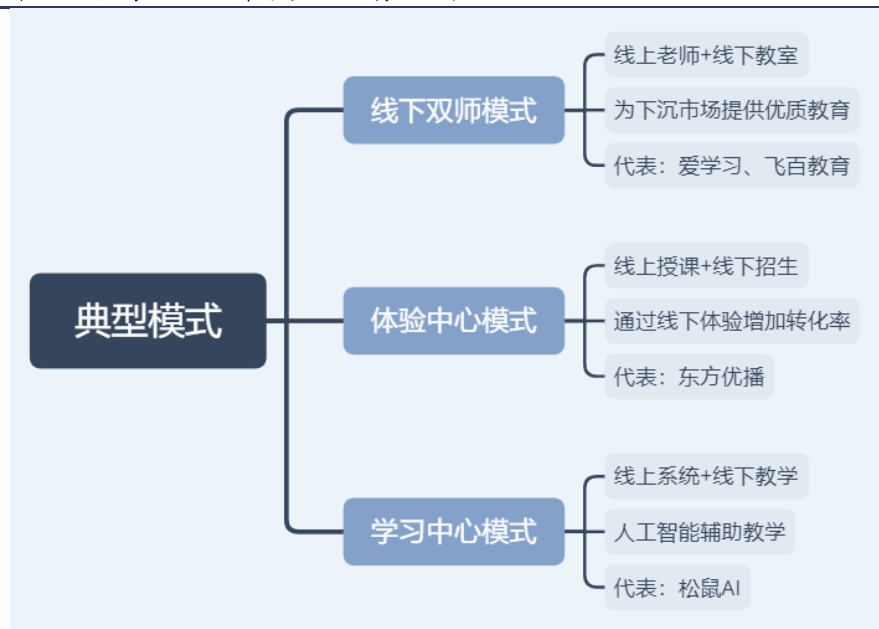 典型模式
线下双师模式
线上老师+线下教室
为下沉市场提供优质教育
代表：爱学习、飞百教育
体验中心模式
线上授课+线下招生
通过线下体验增加转化率
代表：东方优播
学习中心模式
线上系统+线下教学
人工智能辅助教学
代表：松鼠AI